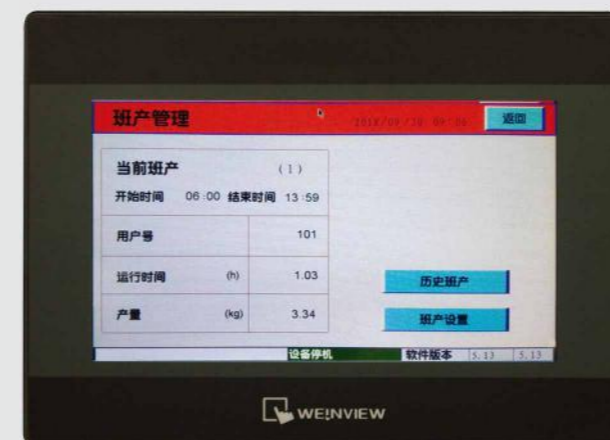 班产管理
返回
当前班产 (1)
开始时间 06:00 结束时间 13:59
用户号 101
运行时间 (h) 1.03
产量 (kg) 3.34
历史班产
班产设置
设备停机 软件版本 5.13 5.13
WEINVIEW